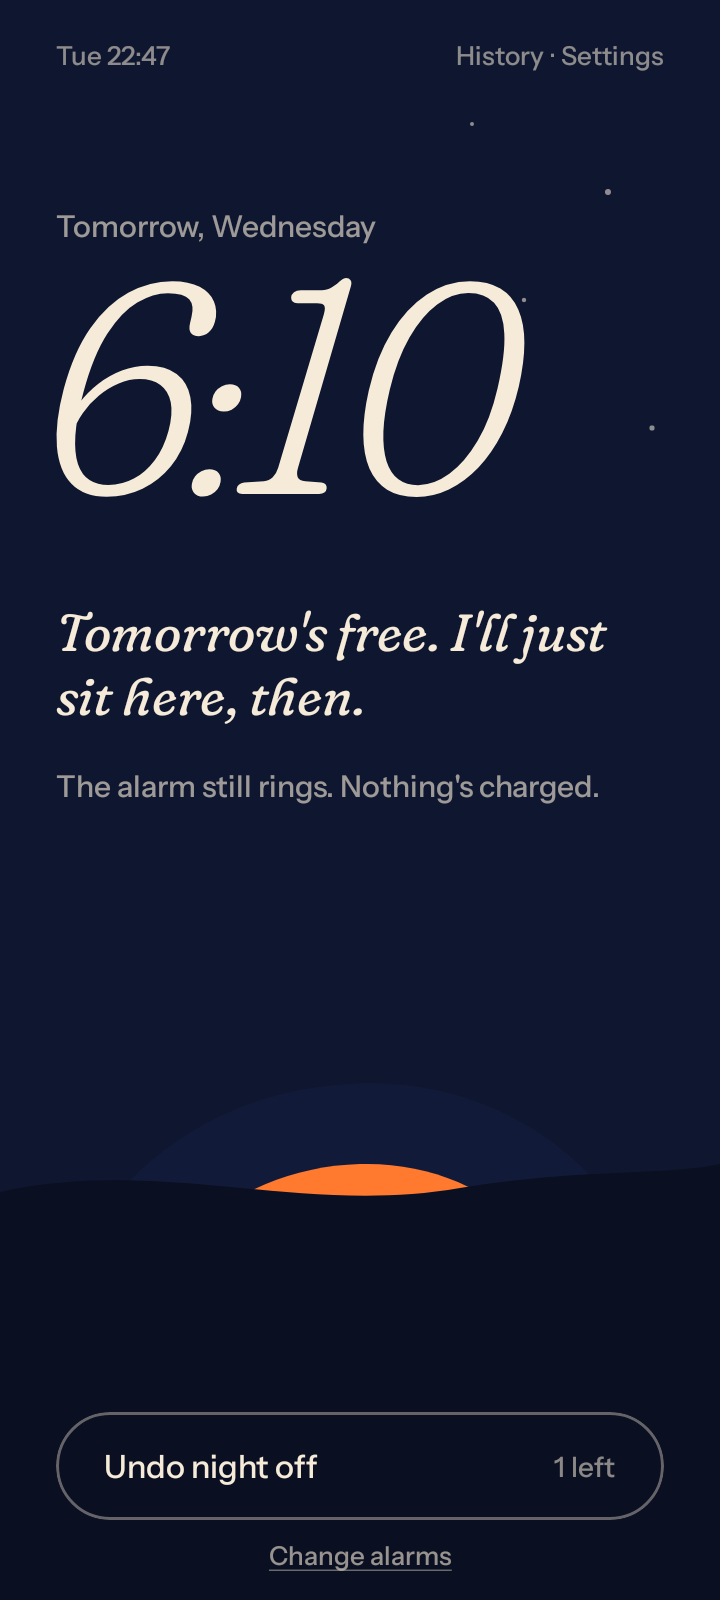 Tue 22:47
History · Settings
Tomorrow, Wednesday
6:10
Tomorrow's free. I'll just
sit here, then.
The alarm still rings. Nothing's charged.
Undo night off
1 left
Change alarms